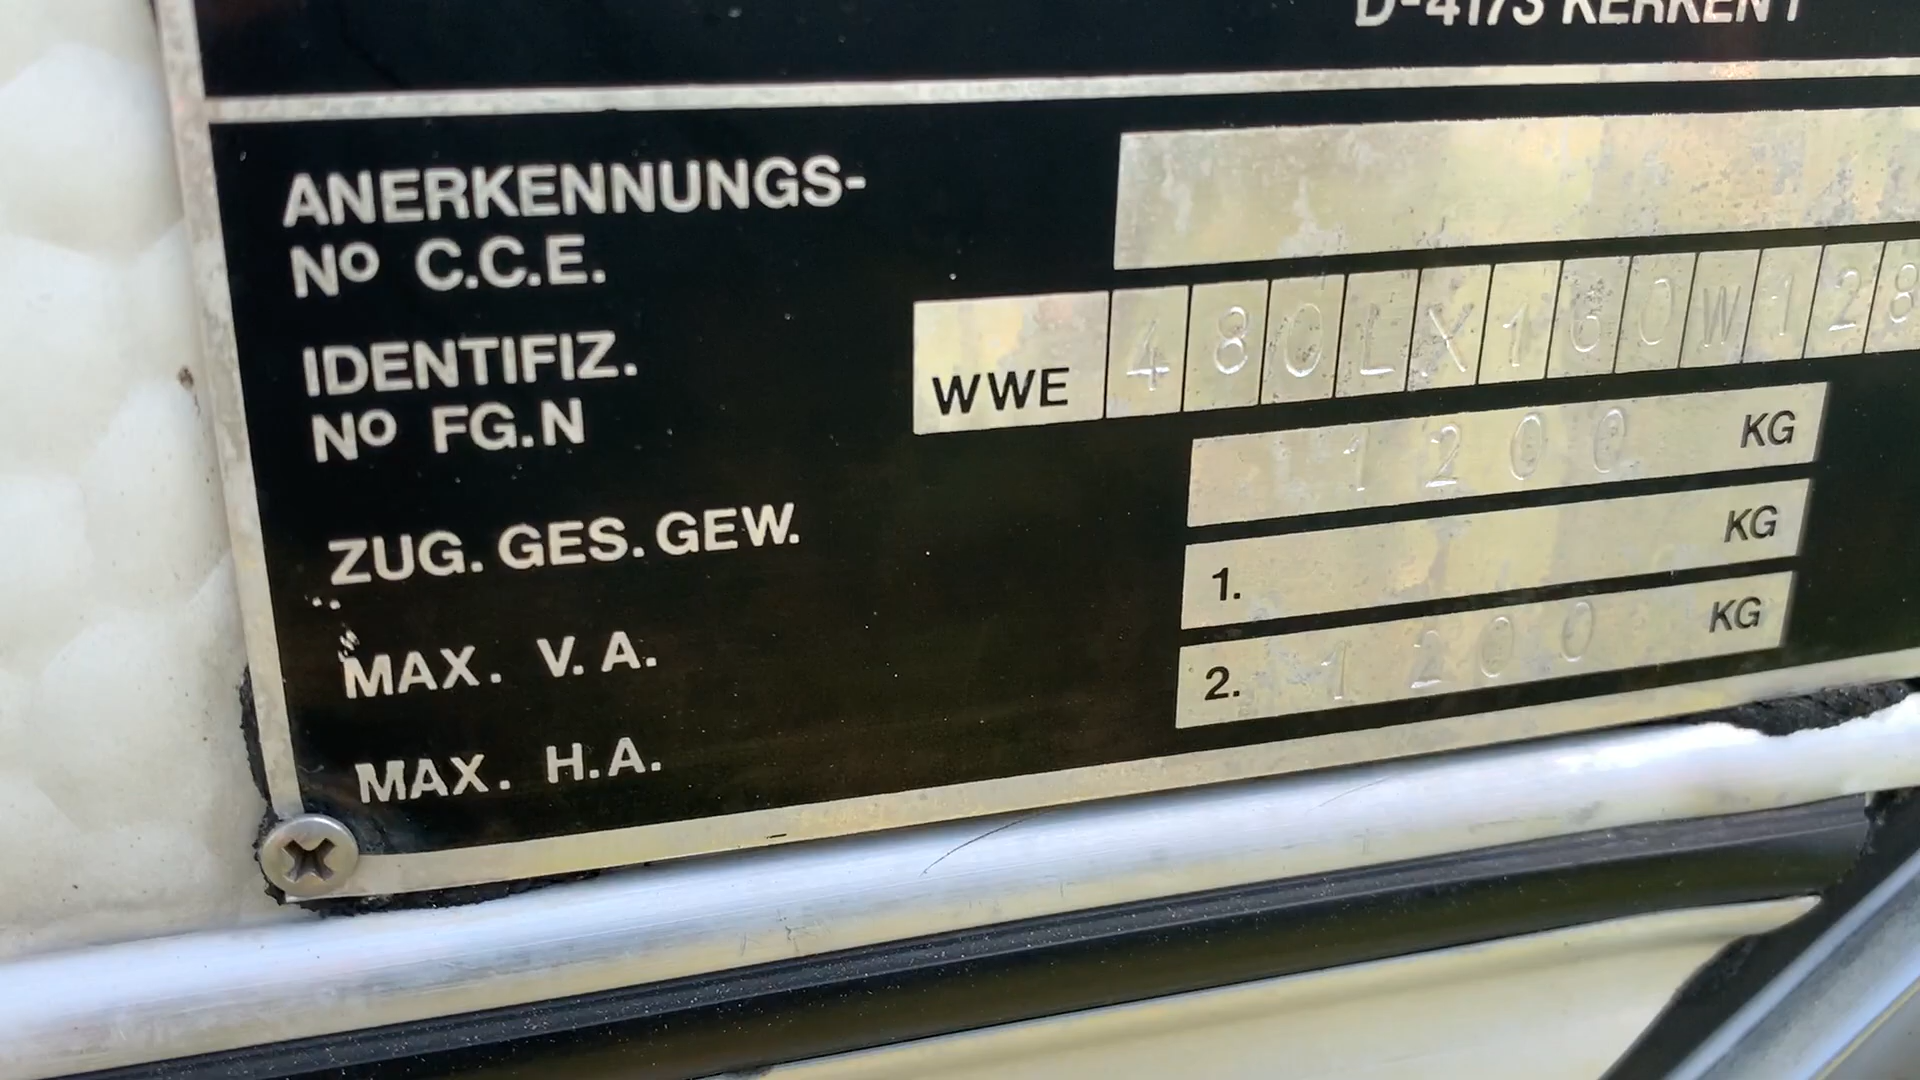 D-4173 KERKEN 1
ANERKENNUNGS-
Nº C.C.E.
IDENTIFIZ.
Nº FG.N
WWE 480LX160W128
ZUG. GES. GEW. 1200 KG
MAX. V. A. 1. KG
MAX. H.A. 2. 1200 KG